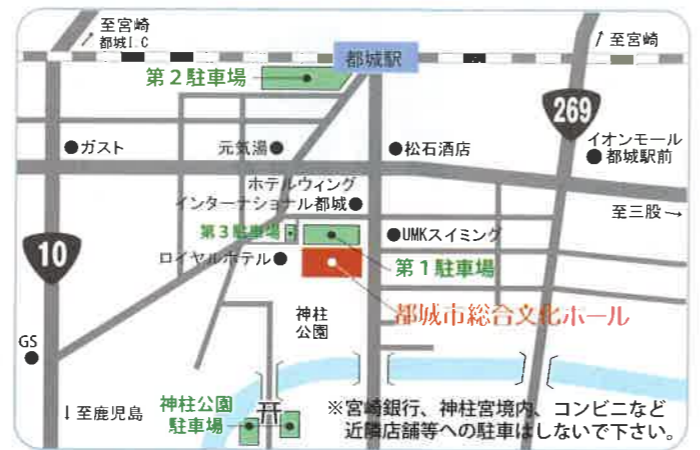 至宮崎
都城I.C
至宮崎
都城駅
第2駐車場
269
ガスト
元気湯
松石酒店
イオンモール
都城駅前
ホテルウィング
インターナショナル都城
至三股→
第3駐車場
UMKスイミング
10
ロイヤルホテル
第1駐車場
都城市総合文化ホール
神柱
公園
GS
↓至鹿児島
神柱公園
駐車場
※宮崎銀行、神柱宮境内、コンビニなど
近隣店舗等への駐車はしないで下さい。